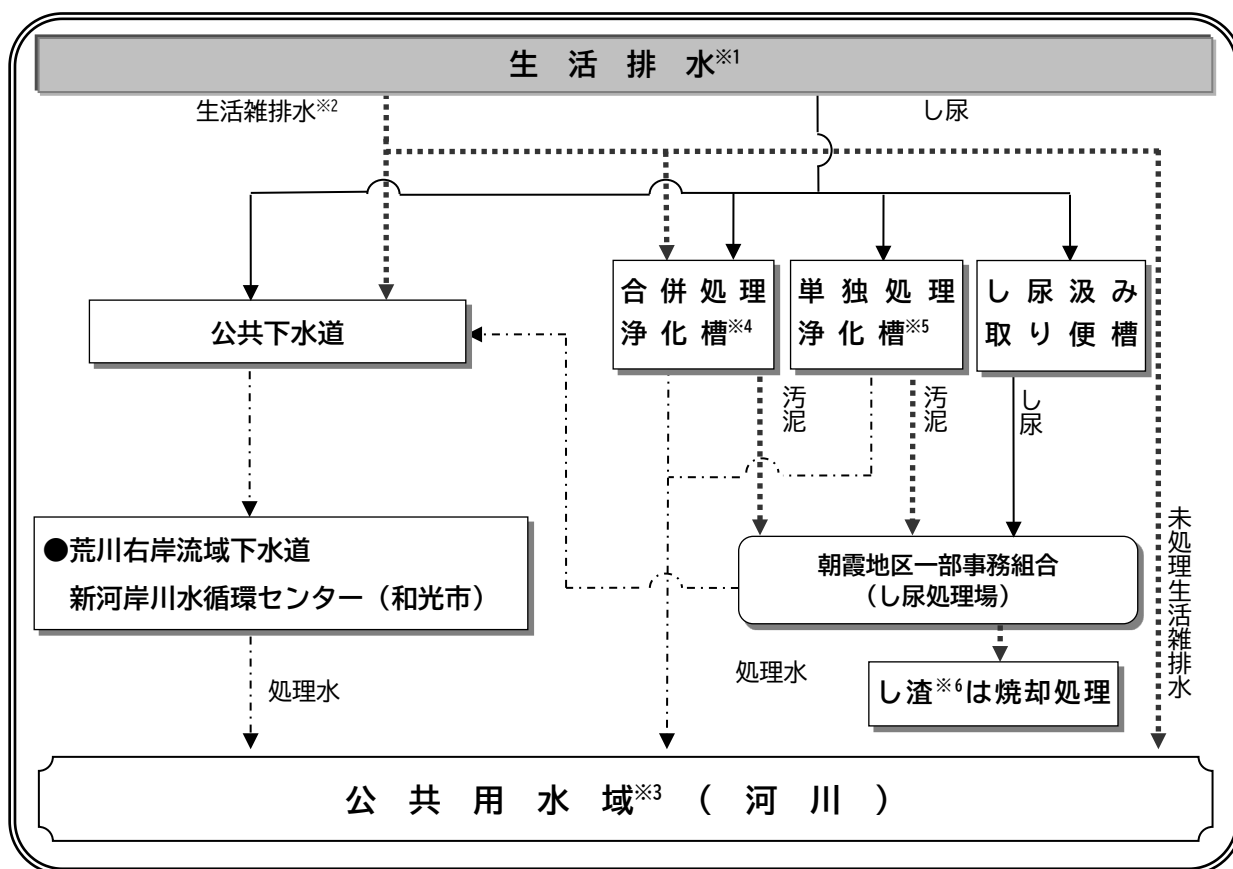 生活排水※1
生活雑排水※2
し尿
合併処理
浄化槽※4
単独処理
浄化槽※5
し尿汲み
取り便槽
公共下水道
汚泥
汚泥
し尿
●荒川右岸流域下水道
新河岸川水循環センター（和光市）
朝霞地区一部事務組合
（し尿処理場）
未処理生活雑排水
処理水
処理水
し渣※6は焼却処理
公共用水域※3（河川）